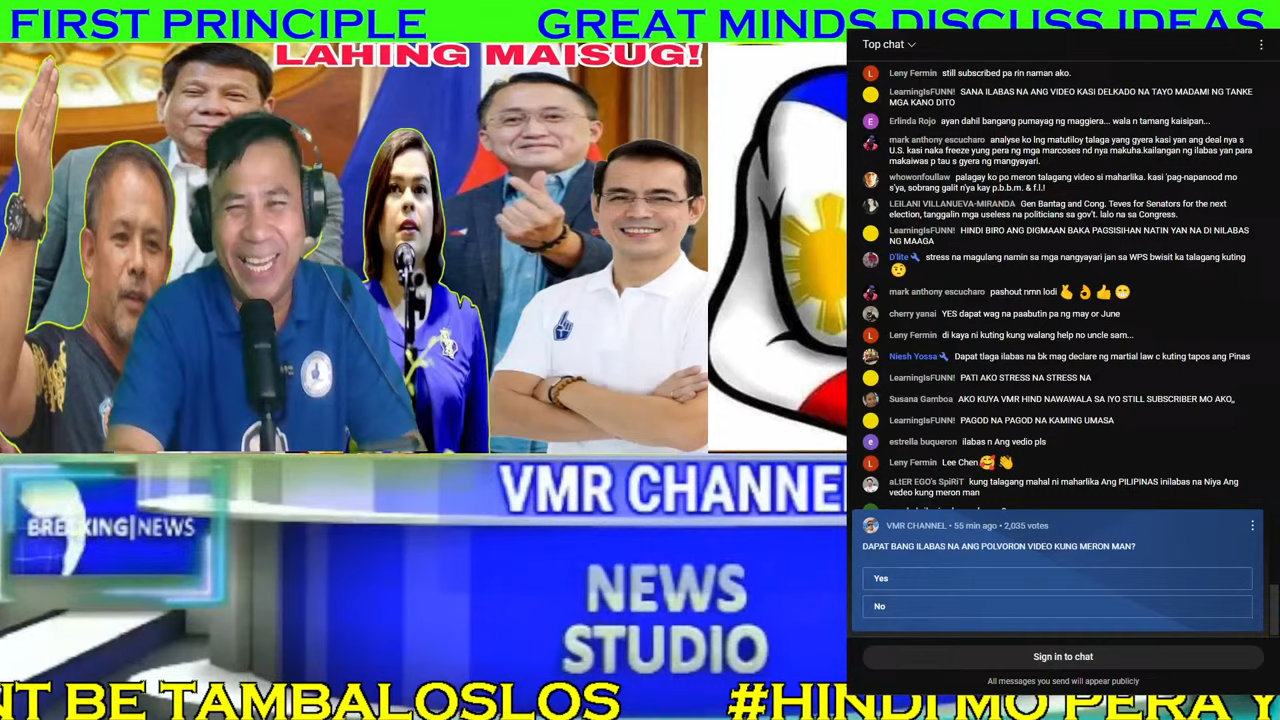 FIRST PRINCIPLE GREAT MINDS DISCUSS IDEAS
LAHING MAISUG!
VMR CHANNE
BREAKING|NEWS
NEWS
STUDIO
NT BE TAMBALOSLOS #HINDI MO PERA Y
Top chat
Leny Fermin still subscribed pa rin naman ako.
LearningIsFUNN! SANA ILABAS NA ANG VIDEO KASI DELKADO NA TAYO MADAMI NG TANKE
MGA KANO DITO
Erlinda Rojo ayan dahil bangang pumayag ng maggiera... wala n tamang kaisipan...
mark anthony escucharo analyse ko lng matutiloy talaga yang gyera kasi yan ang deal nya s
U.S. kasi naka freeze yung pera ng mga marcoses nd nya makuha.kailangan ng ilabas yan para
makaiwas p tau s gyera ng mangyayari.
whowonfoullaw palagay ko po meron talagang video si maharlika. kasi 'pag-napanood mo
s'ya, sobrang galit n'ya kay p.b.b.m. & f.l.!
LEILANI VILLANUEVA-MIRANDA Gen Bantag and Cong. Teves for Senators for the next
election, tanggalin mga useless na politicians sa gov't. lalo na sa Congress.
LearningIsFUNN! HINDI BIRO ANG DIGMAAN BAKA PAGSISIHAN NATIN YAN NA DI NILABAS
NG MAAGA
D'lite stress na magulang namin sa mga nangyayari jan sa WPS bwisit ka talagang kuting
🤨
mark anthony escucharo pashout nmn lodi 🫰👌👍😁
cherry yanai YES dapat wag na paabutin pa ng may or June
Leny Fermin di kaya ni kuting kung walang help no uncle sam...
Niesh Yossa Dapat tlaga ilabas na bk mag declare ng martial law c kuting tapos ang Pinas
LearningIsFUNN! PATI AKO STRESS NA STRESS NA
Susana Gamboa AKO KUYA VMR HIND NAWAWALA SA IYO STILL SUBSCRIBER MO AKO,,
LearningIsFUNN! PAGOD NA PAGOD NA KAMING UMASA
estrella buqueron ilabas n Ang vedio pls
Leny Fermin Lee Chen🥰👏
aLtER EGO's SpiRiT kung talagang mahal ni maharlika Ang PILIPINAS inilabas na Niya Ang
vedeo kung meron man
VMR CHANNEL • 55 min ago • 2,035 votes
DAPAT BANG ILABAS NA ANG POLVORON VIDEO KUNG MERON MAN?
Yes
No
Sign in to chat
All messages you send will appear publicly